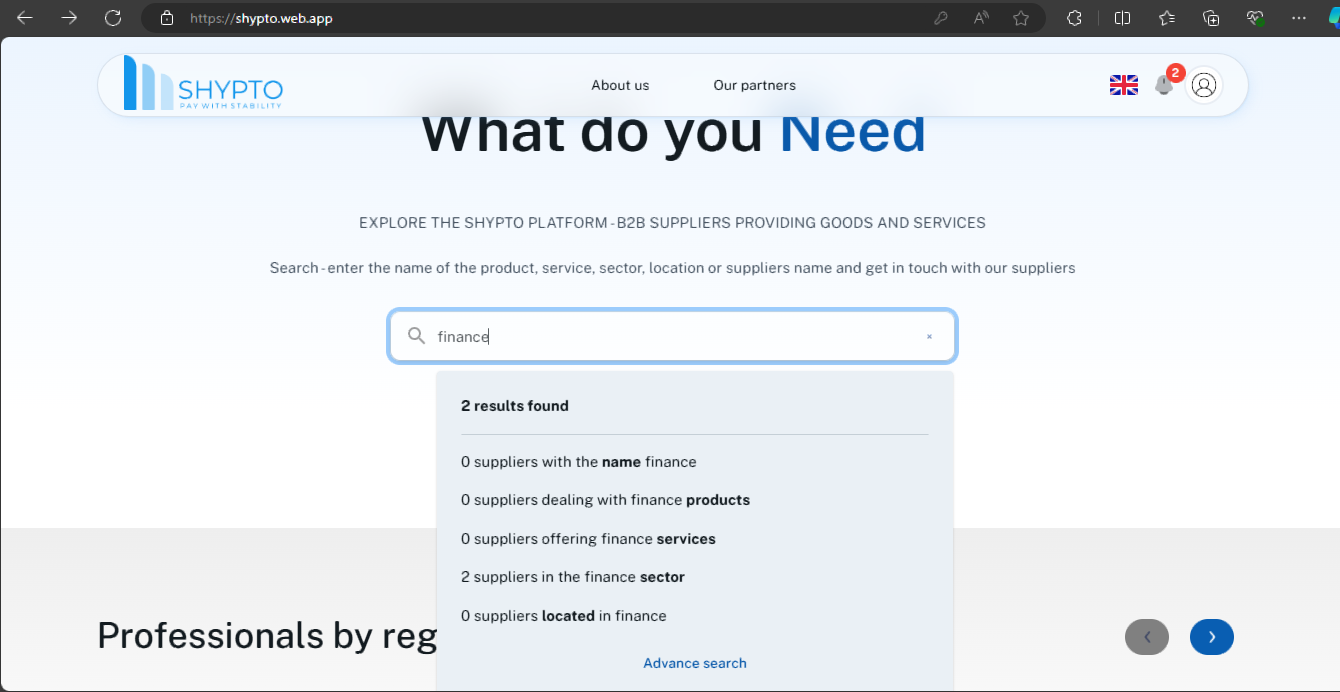 https://shypto.web.app
SHYPTO
PAY WITH STABILITY
About us
Our partners
2
What do you Need
EXPLORE THE SHYPTO PLATFORM - B2B SUPPLIERS PROVIDING GOODS AND SERVICES
Search - enter the name of the product, service, sector, location or suppliers name and get in touch with our suppliers
finance
2 results found
0 suppliers with the name finance
0 suppliers dealing with finance products
0 suppliers offering finance services
2 suppliers in the finance sector
0 suppliers located in finance
Advance search
Professionals by reg